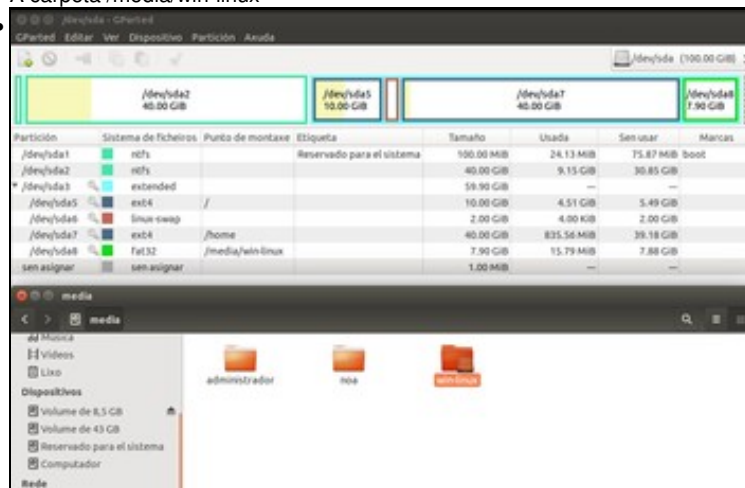 A carpeta /media/win-linux
/dev/sda - GParted
GParted Editar Ver Dispositivo Partición Axuda
/dev/sda (100.00 GiB)
/dev/sda2
40.00 GiB
/dev/sda5
10.00 GiB
/dev/sda7
40.00 GiB
/dev/sda8
7.90 GiB
Partición Sistema de ficheiros Punto de montaxe Etiqueta Tamaño Usada Sen usar Marcas
/dev/sda1 ntfs Reservado para el sistema 100.00 MiB 24.13 MiB 75.87 MiB boot
/dev/sda2 ntfs 40.00 GiB 9.15 GiB 30.85 GiB
/dev/sda3 extended 59.90 GiB — —
/dev/sda5 ext4 / 10.00 GiB 4.51 GiB 5.49 GiB
/dev/sda6 linux-swap 2.00 GiB 4.00 KiB 2.00 GiB
/dev/sda7 ext4 /home 40.00 GiB 835.56 MiB 39.18 GiB
/dev/sda8 fat32 /media/win-linux 7.90 GiB 15.79 MiB 7.88 GiB
sen asignar sen asignar 1.00 MiB — —
media
media
Música
Vídeos
Lixo
Dispositivos
Volume de 8,5 GB
Volume de 43 GB
Reservado para el sistema
Computador
Rede
administrador
noa
win-linux